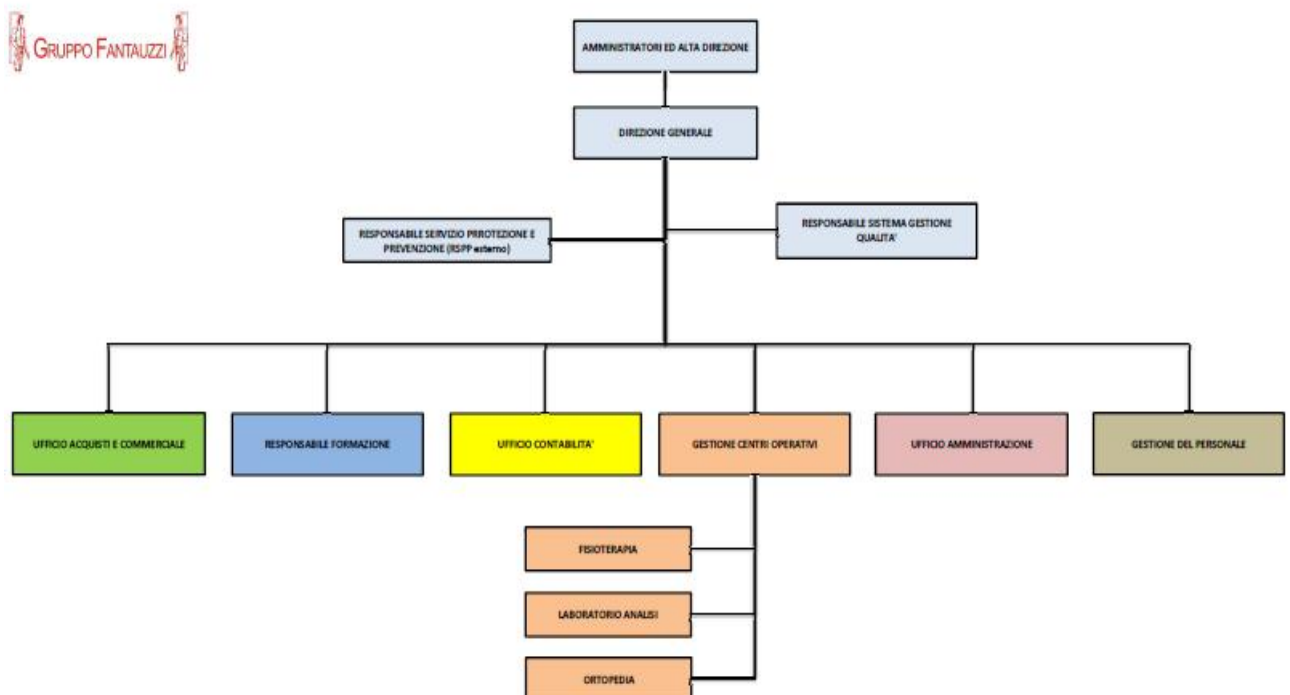 GRUPPO FANTAUZZI
AMMINISTRATORI ED ALTA DIREZIONE
DIREZIONE GENERALE
RESPONSABILE SERVIZIO PRROTEZIONE E
PREVENZIONE (RSPP esterno)
RESPONSABILE SISTEMA GESTIONE
QUALITA'
UFFICIO ACQUISTI E COMMERCIALE
RESPONSABILE FORMAZIONE
UFFICIO CONTABILITA'
GESTIONE CENTRI OPERATIVI
UFFICIO AMMINISTRAZIONE
GESTIONE DEL PERSONALE
FISIOTERAPIA
LABORATORIO ANALISI
ORTOPEDIA